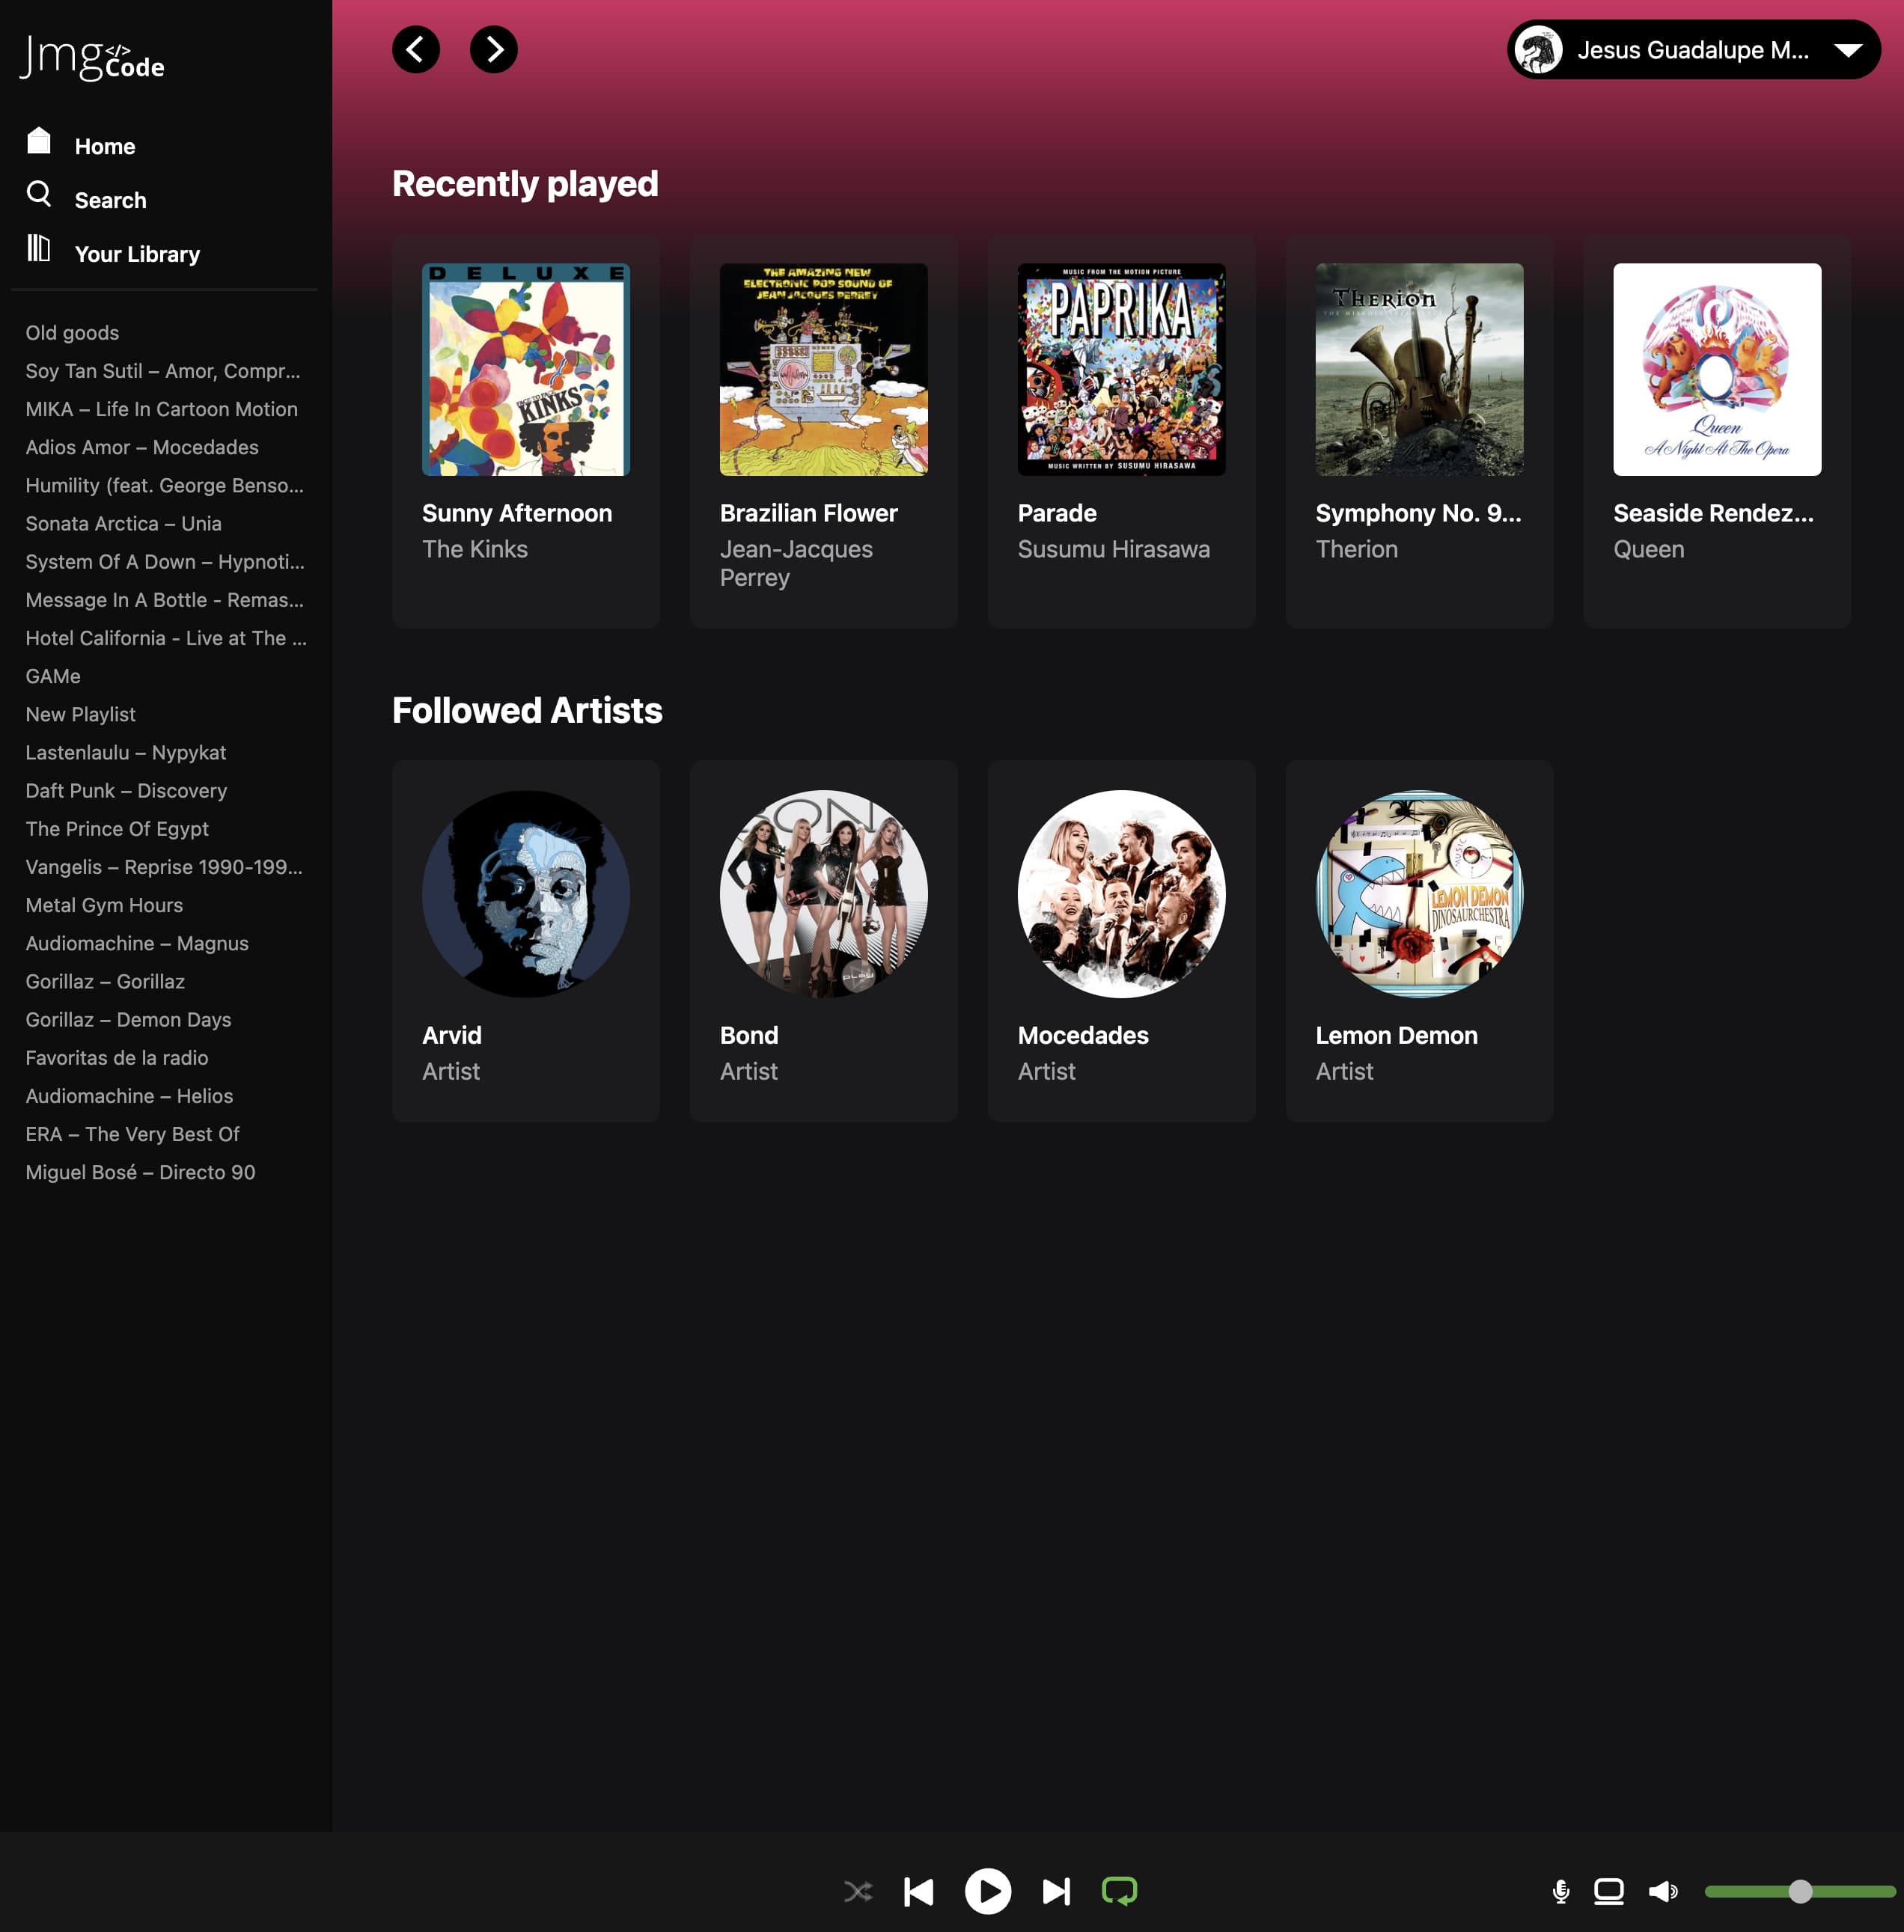 Jmg</>Code
Jesus Guadalupe M...
Home
Search
Your Library
Old goods
Soy Tan Sutil – Amor, Compr...
MIKA – Life In Cartoon Motion
Adios Amor – Mocedades
Humility (feat. George Benso...
Sonata Arctica – Unia
System Of A Down – Hypnoti...
Message In A Bottle - Remas...
Hotel California - Live at The ...
GAMe
New Playlist
Lastenlaulu – Nypykat
Daft Punk – Discovery
The Prince Of Egypt
Vangelis – Reprise 1990-199...
Metal Gym Hours
Audiomachine – Magnus
Gorillaz – Gorillaz
Gorillaz – Demon Days
Favoritas de la radio
Audiomachine – Helios
ERA – The Very Best Of
Miguel Bosé – Directo 90
Recently played
DELUXE
FACE TO FACE
KINKS
Sunny Afternoon
The Kinks
THE AMAZING NEW
ELECTRONIC POP SOUND OF
JEAN JACQUES PERREY
Brazilian Flower
Jean-Jacques
Perrey
MUSIC FROM THE MOTION PICTURE
PAPRIKA
MUSIC WRITTEN BY SUSUMU HIRASAWA
Parade
Susumu Hirasawa
Therion
Symphony No. 9...
Therion
Queen
A Night At The Opera
Seaside Rendez...
Queen
Followed Artists
Arvid
Artist
BOND
PLAY
Bond
Artist
Mocedades
Artist
MUSIC
LEMON DEMON
DINOSAURCHESTRA
Lemon Demon
Artist